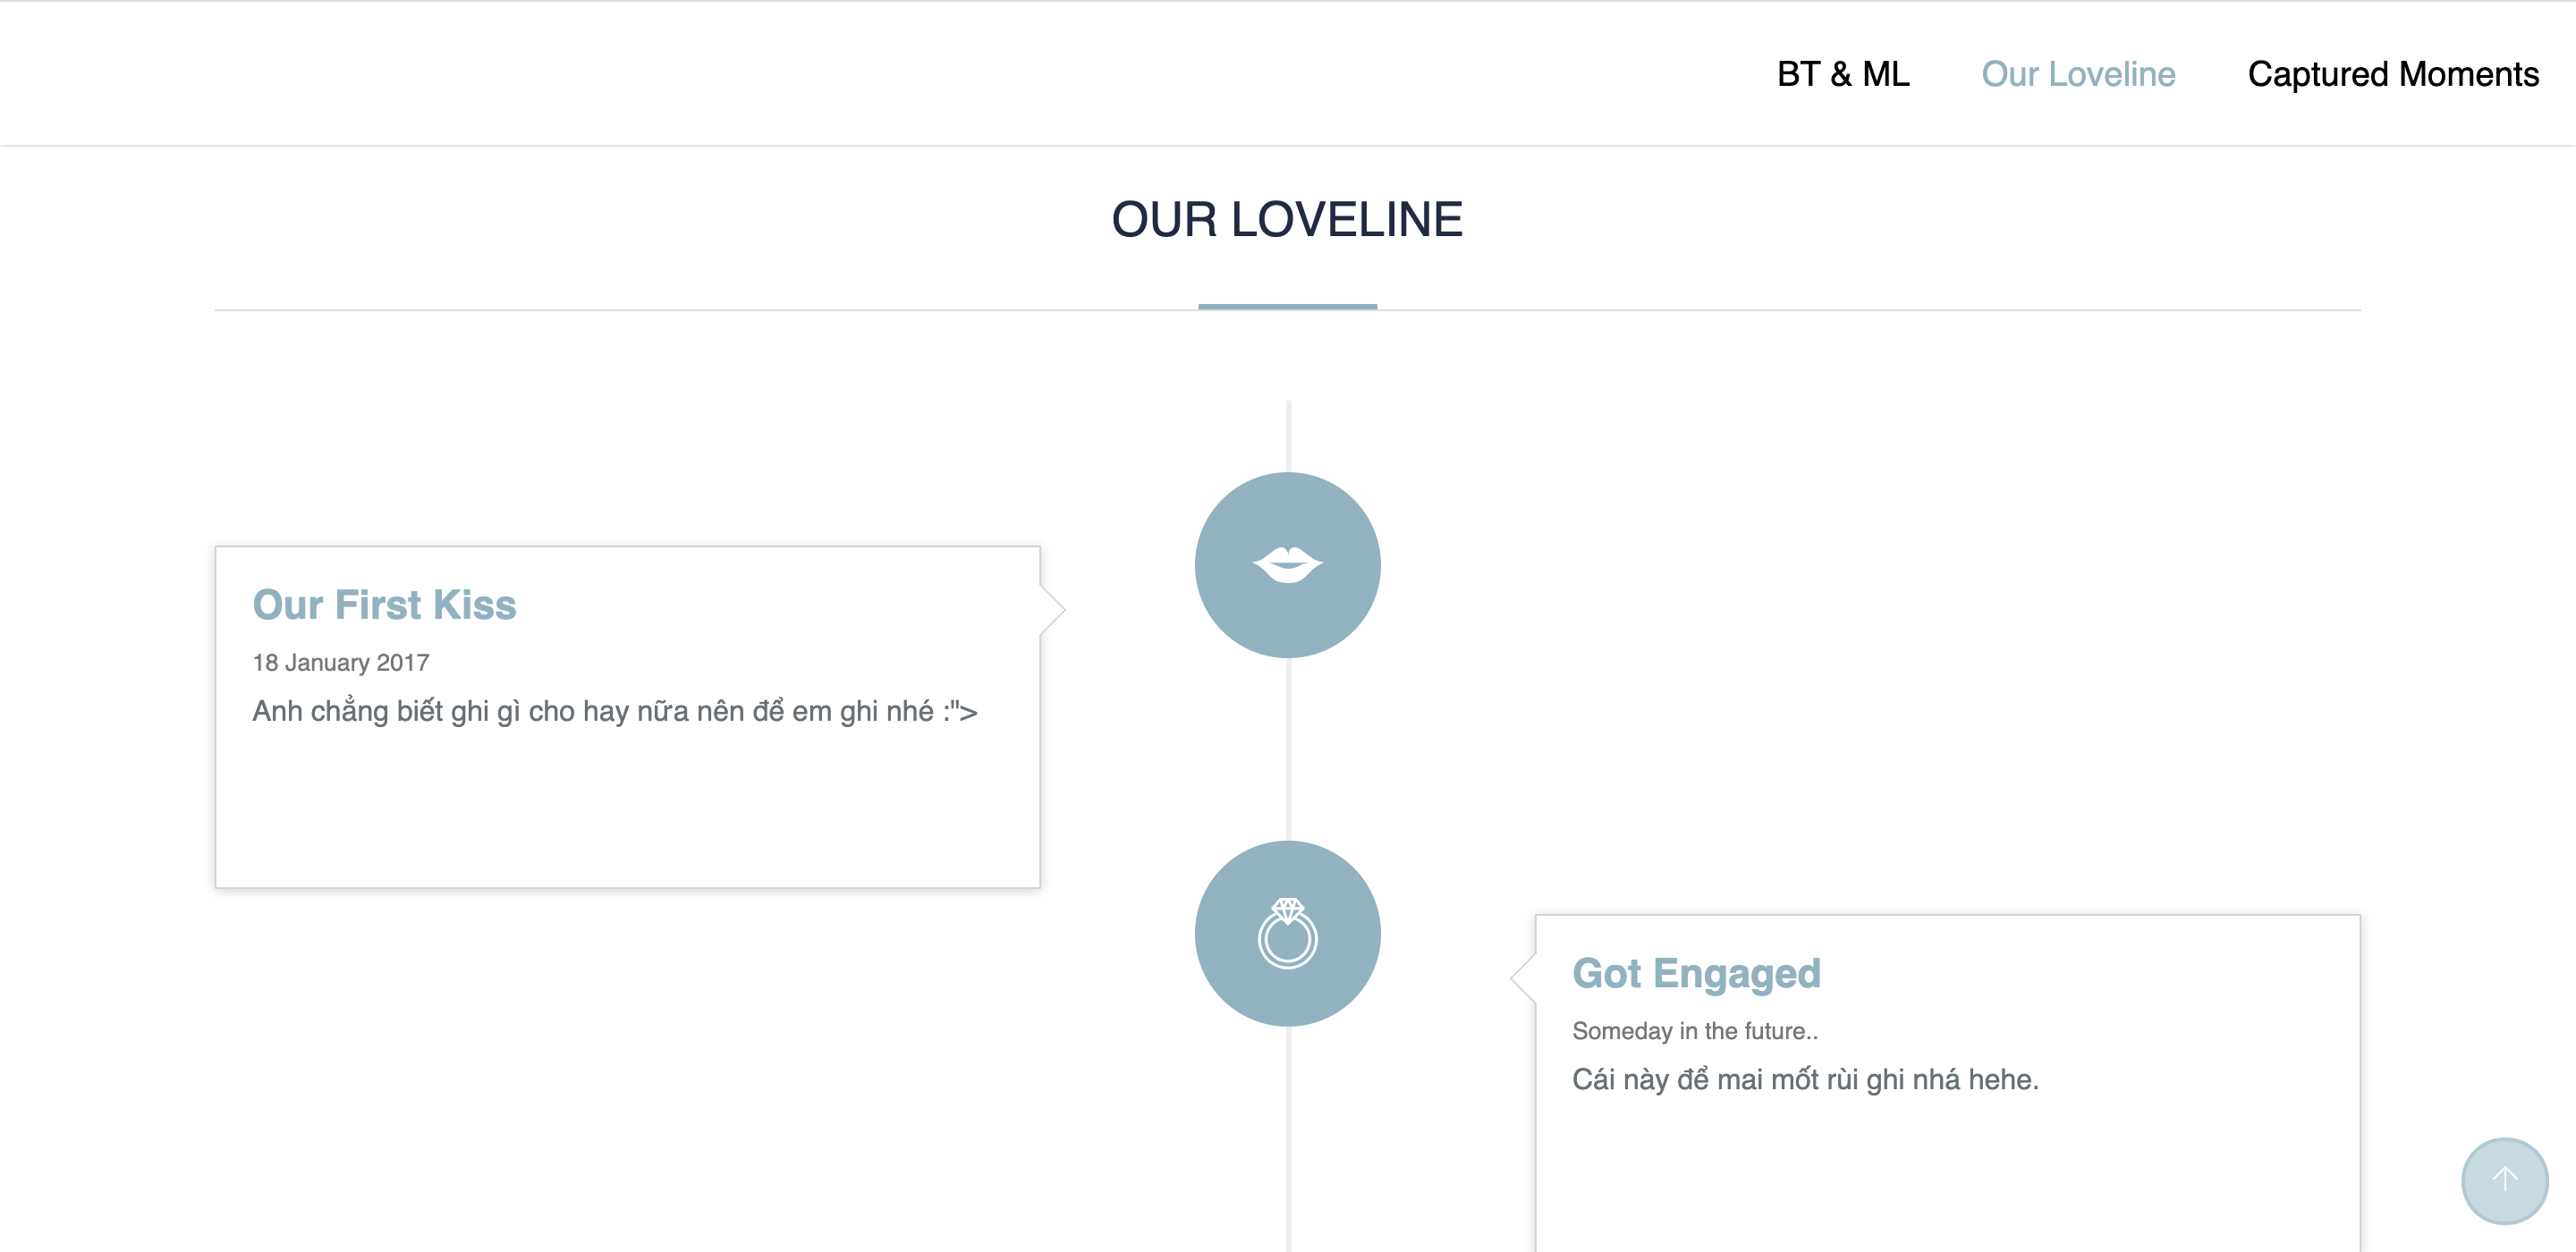 BT & ML
Our Loveline
Captured Moments
OUR LOVELINE
Our First Kiss
18 January 2017
Anh chẳng biết ghi gì cho hay nữa nên để em ghi nhé :">
Got Engaged
Someday in the future..
Cái này để mai mốt rùi ghi nhá hehe.